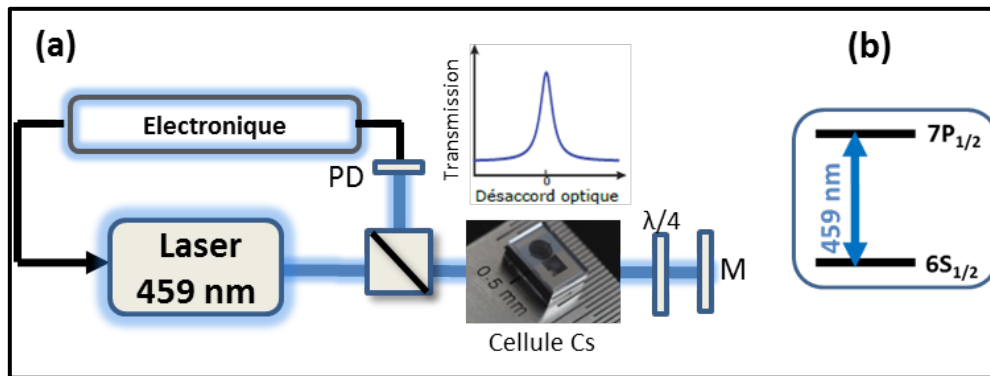 (a)
Electronique
PD
Laser
459 nm
Transmission
0
Désaccord optique
0.5 mm
Cellule Cs
λ/4
M
(b)
7P1/2
459 nm
6S1/2